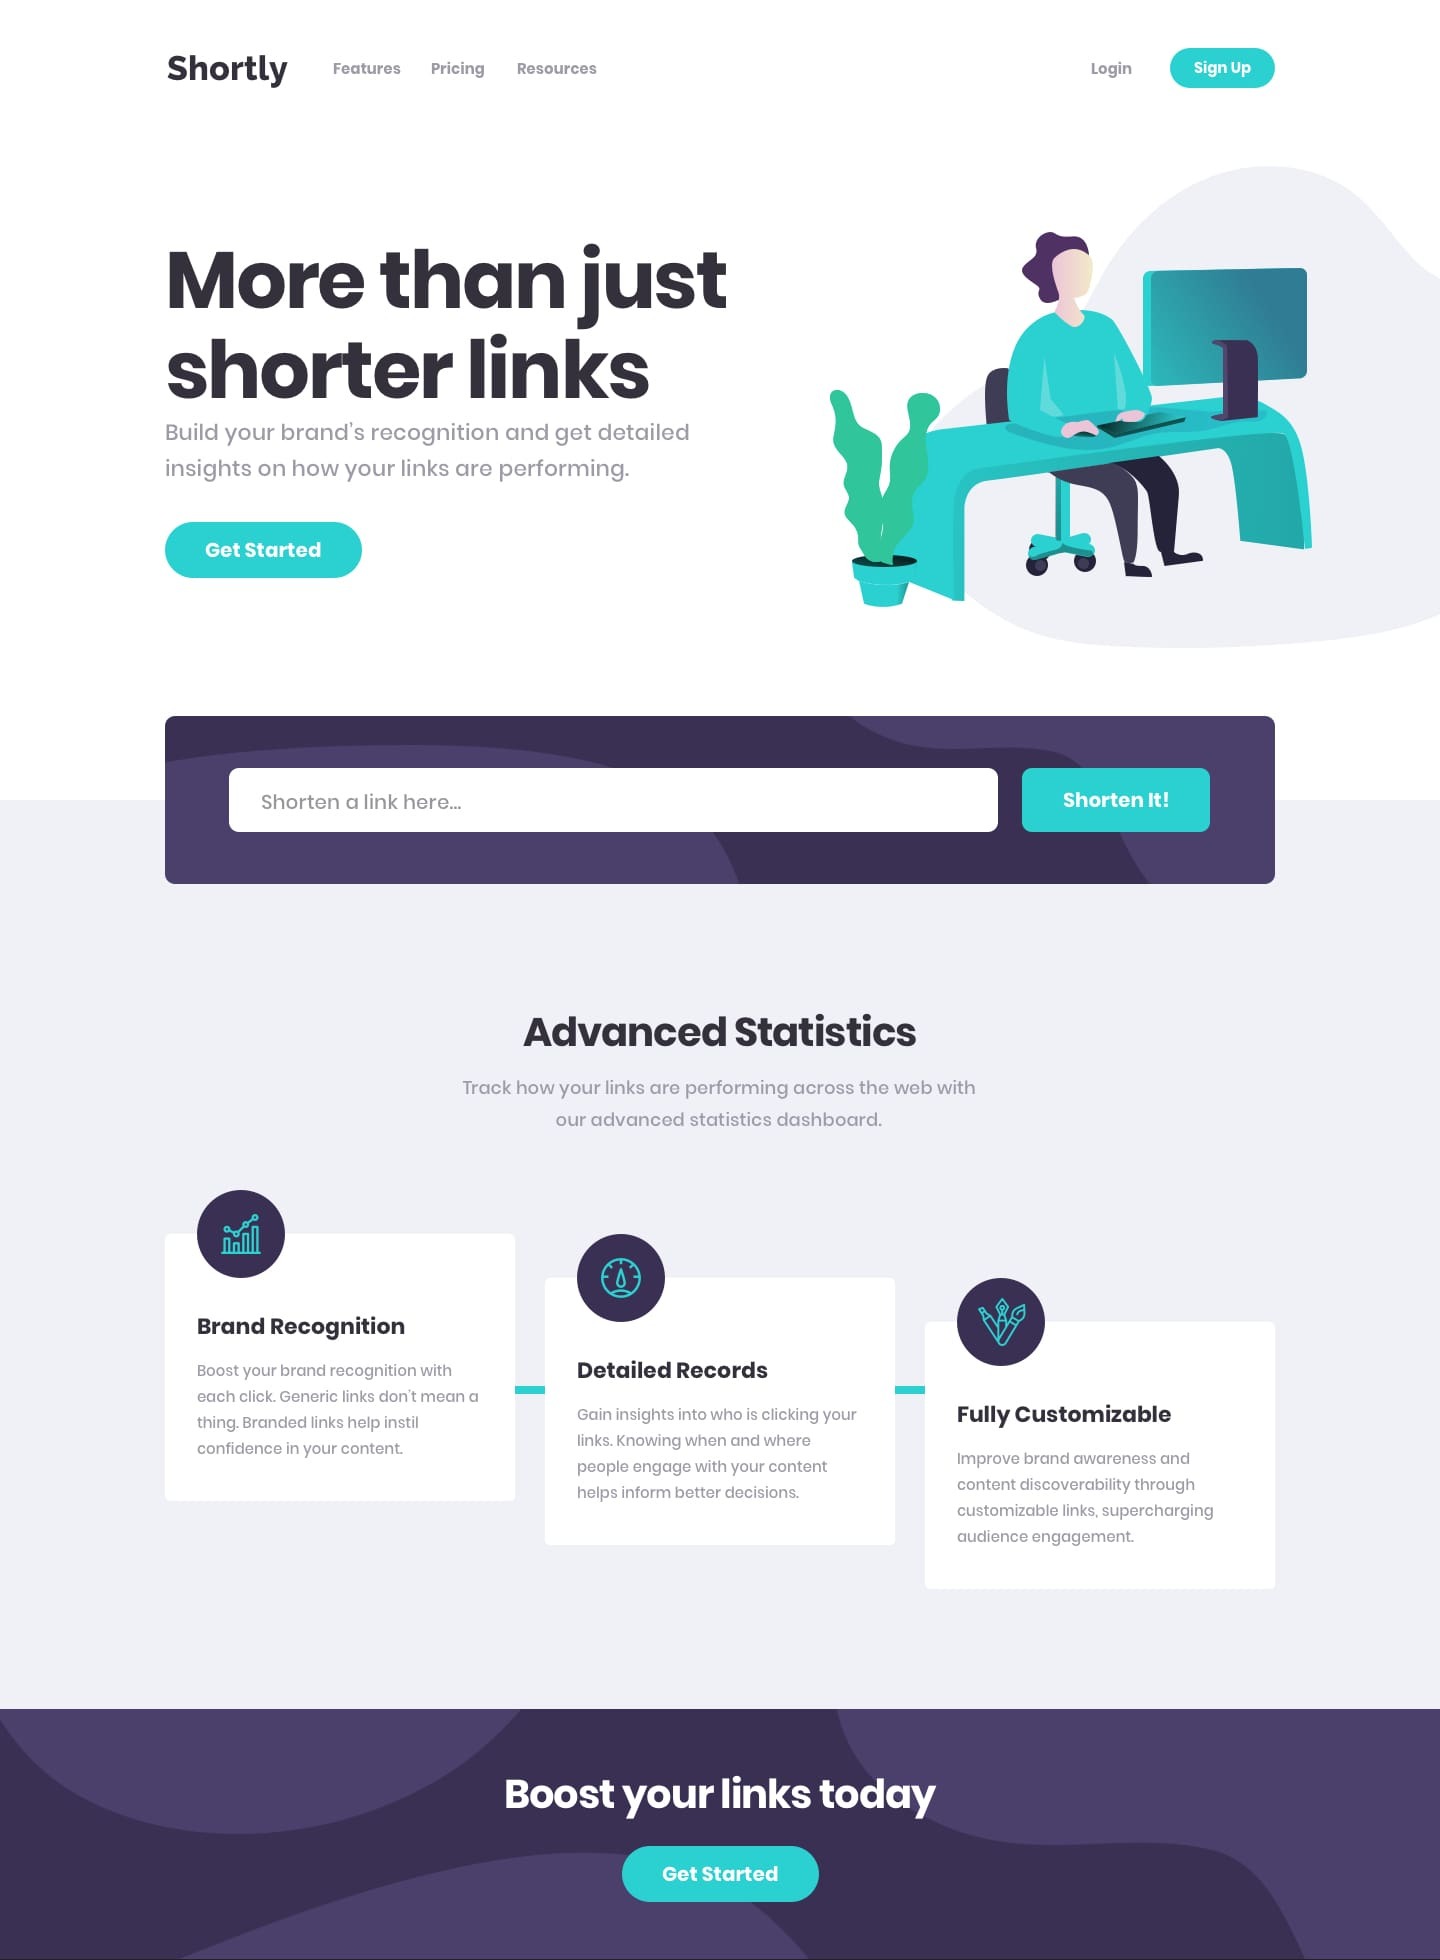 Shortly Features Pricing Resources Login Sign Up
More than just
shorter links
Build your brand’s recognition and get detailed
insights on how your links are performing.
Get Started
Shorten a link here... Shorten It!
Advanced Statistics
Track how your links are performing across the web with
our advanced statistics dashboard.
Brand Recognition
Boost your brand recognition with
each click. Generic links don’t mean a
thing. Branded links help instil
confidence in your content.
Detailed Records
Gain insights into who is clicking your
links. Knowing when and where
people engage with your content
helps inform better decisions.
Fully Customizable
Improve brand awareness and
content discoverability through
customizable links, supercharging
audience engagement.
Boost your links today
Get Started